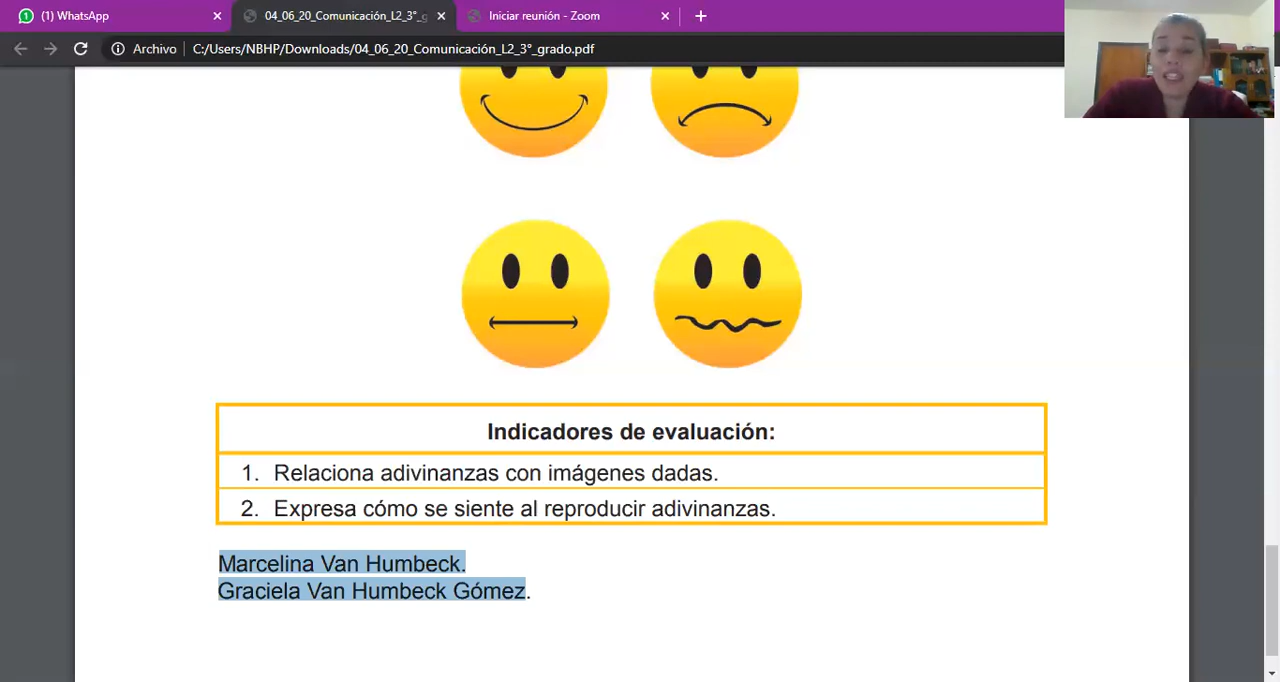 (1) WhatsApp
04_06_20_Comunicación_L2_3°_g
Iniciar reunión - Zoom
Archivo
C:/Users/NBHP/Downloads/04_06_20_Comunicación_L2_3°_grado.pdf
Indicadores de evaluación:
1. Relaciona adivinanzas con imágenes dadas.
2. Expresa cómo se siente al reproducir adivinanzas.
Marcelina Van Humbeck.
Graciela Van Humbeck Gómez.